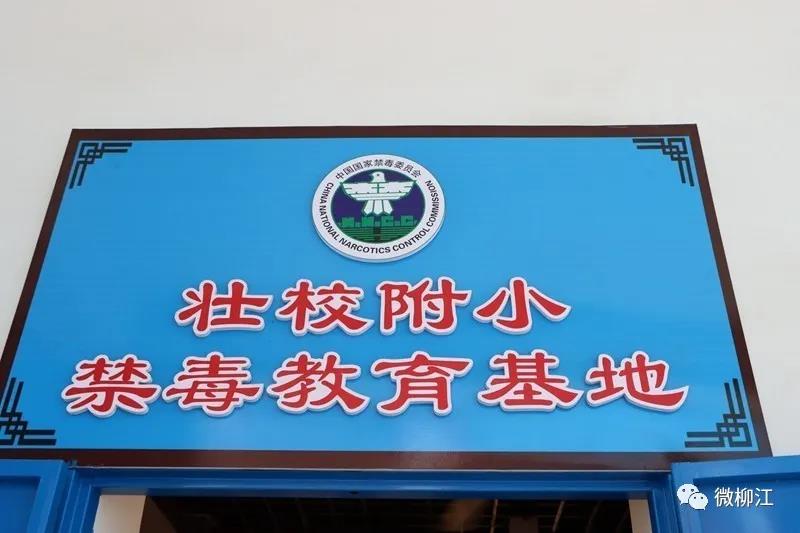 中国国家禁毒委员会
CHINA NATIONAL NARCOTICS CONTROL COMMISSION
N.N.C.C
壮校附小
禁毒教育基地
微柳江